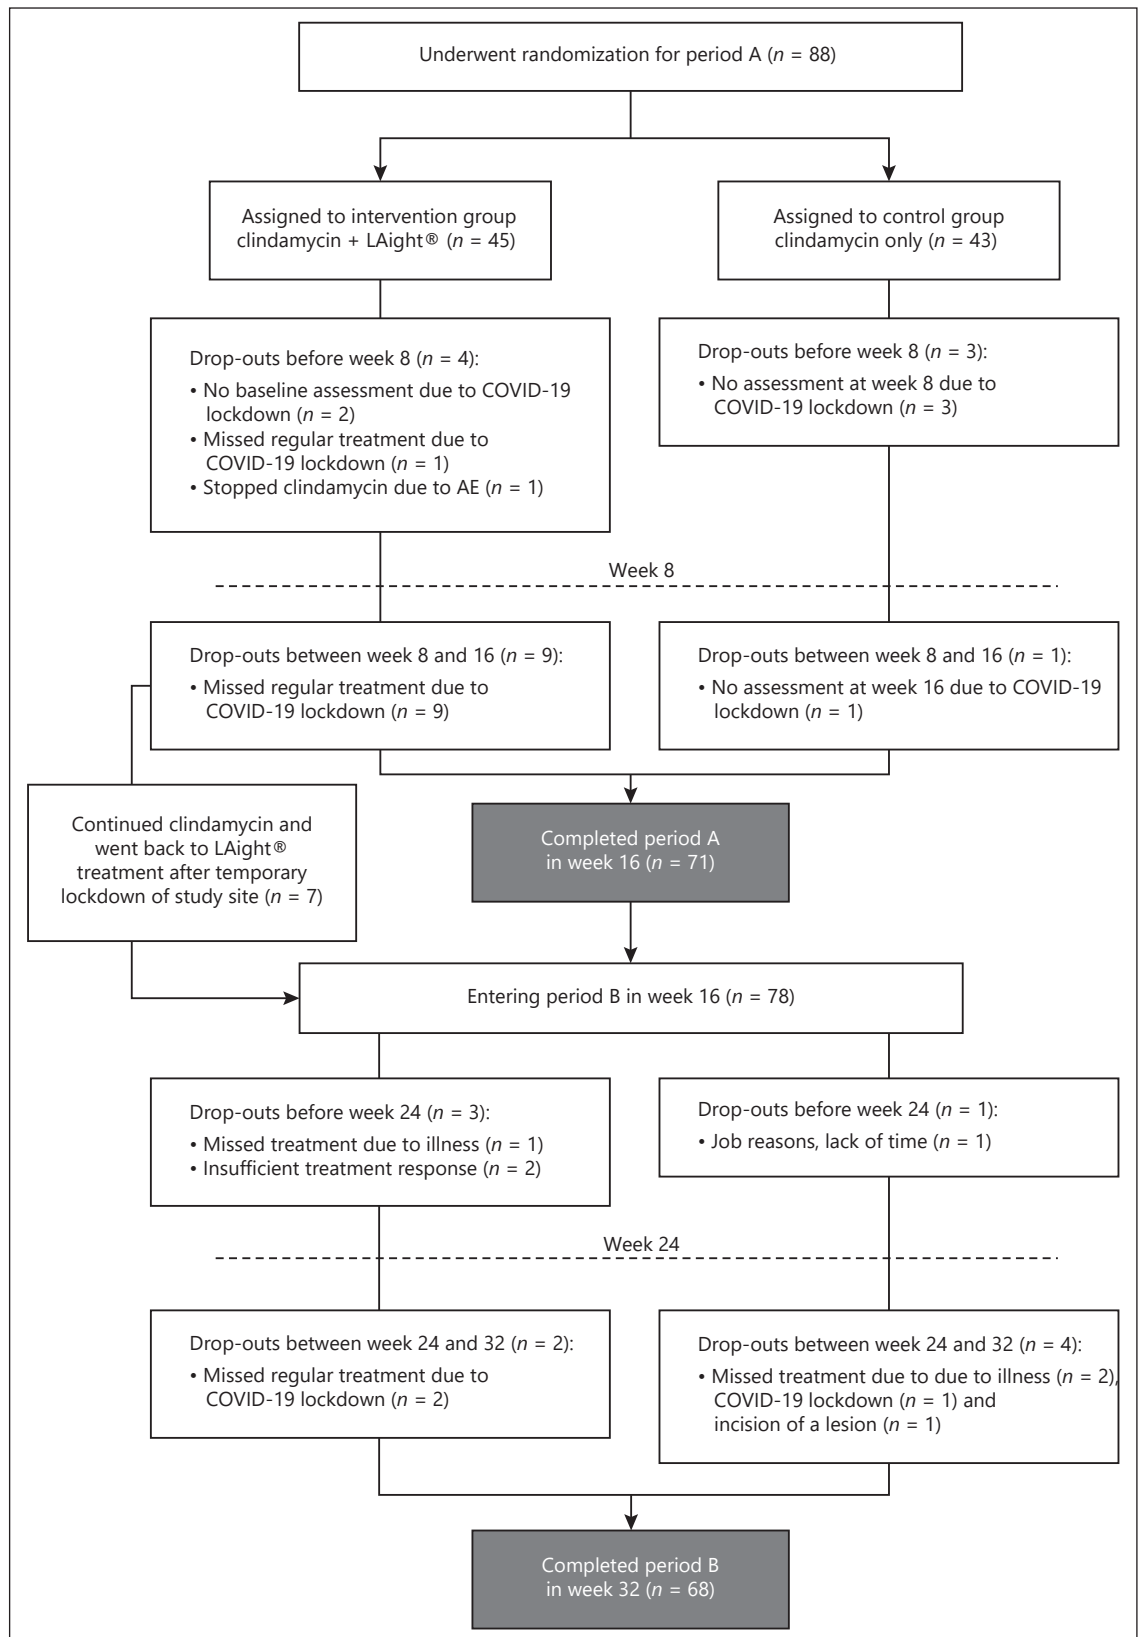 Underwent randomization for period A (n = 88)
Assigned to intervention group
clindamycin + LAight® (n = 45)
Assigned to control group
clindamycin only (n = 43)
Drop-outs before week 8 (n = 4):
• No baseline assessment due to COVID-19
lockdown (n = 2)
• Missed regular treatment due to
COVID-19 lockdown (n = 1)
• Stopped clindamycin due to AE (n = 1)
Drop-outs before week 8 (n = 3):
• No assessment at week 8 due to
COVID-19 lockdown (n = 3)
Week 8
Drop-outs between week 8 and 16 (n = 9):
• Missed regular treatment due to
COVID-19 lockdown (n = 9)
Drop-outs between week 8 and 16 (n = 1):
• No assessment at week 16 due to COVID-19
lockdown (n = 1)
Continued clindamycin and
went back to LAight®
treatment after temporary
lockdown of study site (n = 7)
Completed period A
in week 16 (n = 71)
Entering period B in week 16 (n = 78)
Drop-outs before week 24 (n = 3):
• Missed treatment due to illness (n = 1)
• Insufficient treatment response (n = 2)
Drop-outs before week 24 (n = 1):
• Job reasons, lack of time (n = 1)
Week 24
Drop-outs between week 24 and 32 (n = 2):
• Missed regular treatment due to
COVID-19 lockdown (n = 2)
Drop-outs between week 24 and 32 (n = 4):
• Missed treatment due to due to illness (n = 2),
COVID-19 lockdown (n = 1) and
incision of a lesion (n = 1)
Completed period B
in week 32 (n = 68)